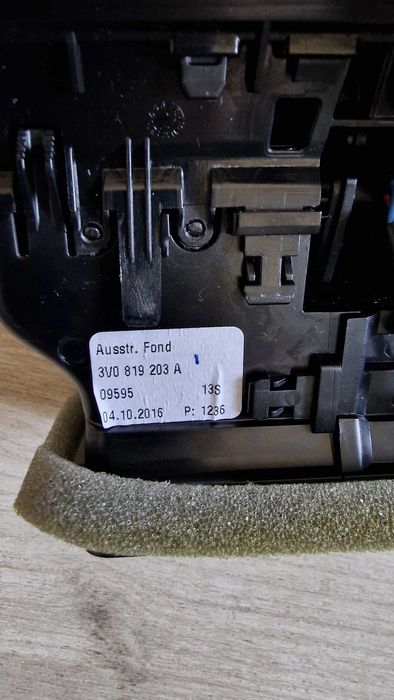 Ausstr. Fond
3V0 819 203 A
09595 13S
04.10.2016 P: 1236